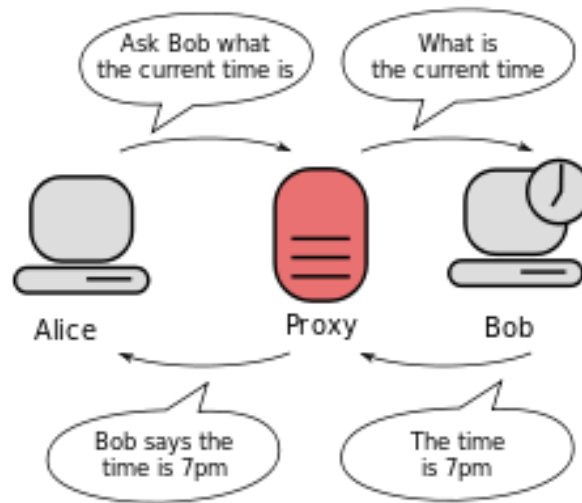 Ask Bob what
the current time is
What is
the current time
Alice
Proxy
Bob
Bob says the
time is 7pm
The time
is 7pm